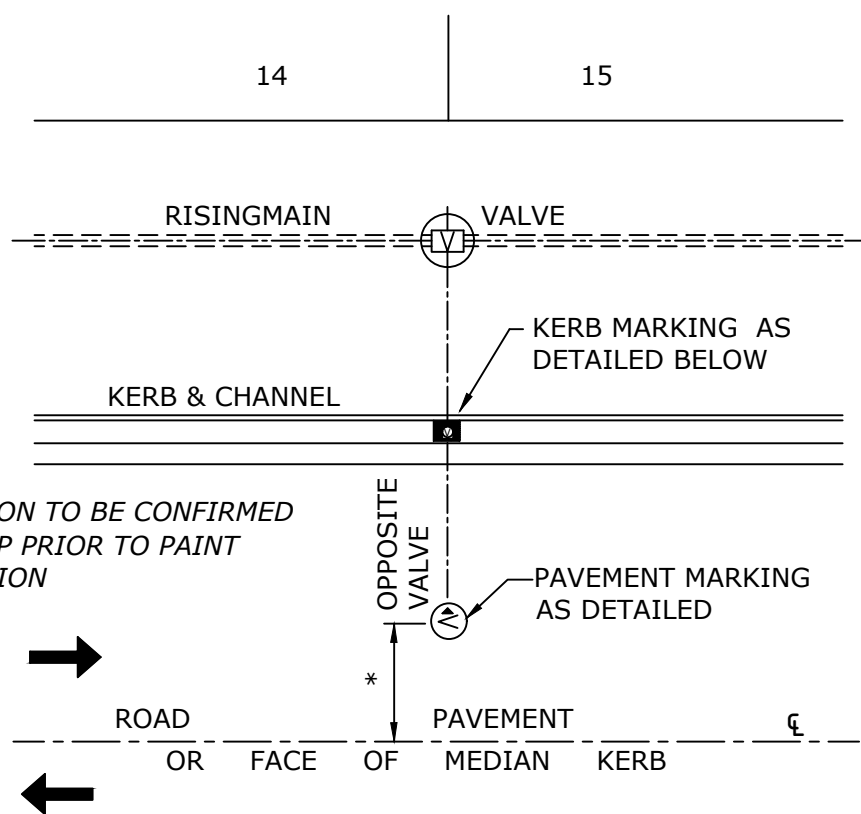 14 15
RISINGMAIN VALVE
V
KERB MARKING AS
DETAILED BELOW
KERB & CHANNEL
V
ON TO BE CONFIRMED
P PRIOR TO PAINT
ION
OPPOSITE
VALVE
V
PAVEMENT MARKING
AS DETAILED
*
ROAD PAVEMENT ℄
OR FACE OF MEDIAN KERB